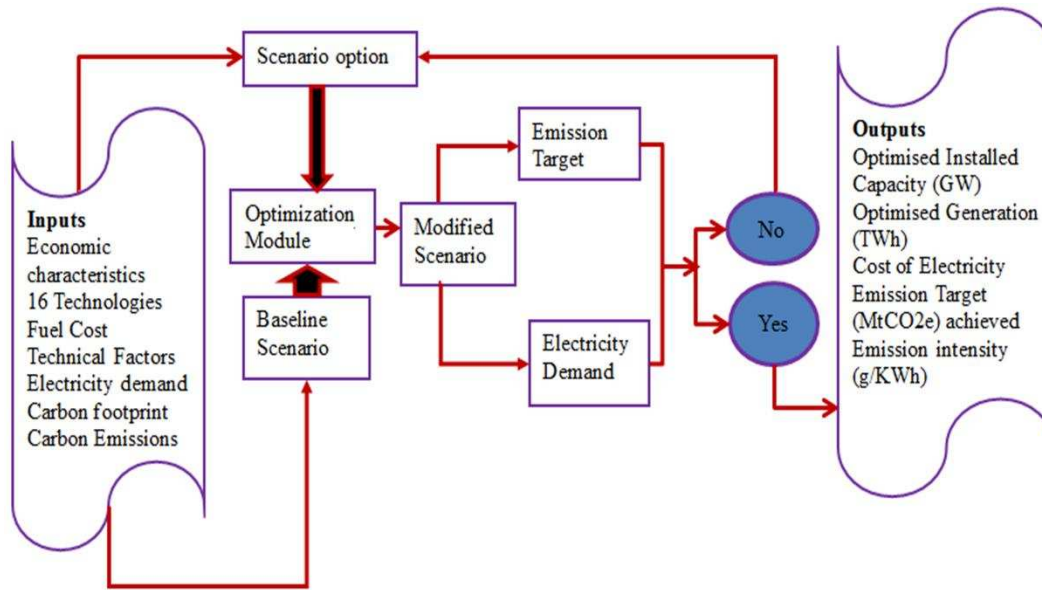 Inputs
Economic
characteristics
16 Technologies
Fuel Cost
Technical Factors
Electricity demand
Carbon footprint
Carbon Emissions
Scenario option
Optimization
Module
Baseline
Scenario
Modified
Scenario
Emission
Target
Electricity
Demand
No
Yes
Outputs
Optimised Installed
Capacity (GW)
Optimised Generation
(TWh)
Cost of Electricity
Emission Target
(MtCO2e) achieved
Emission intensity
(g/KWh)